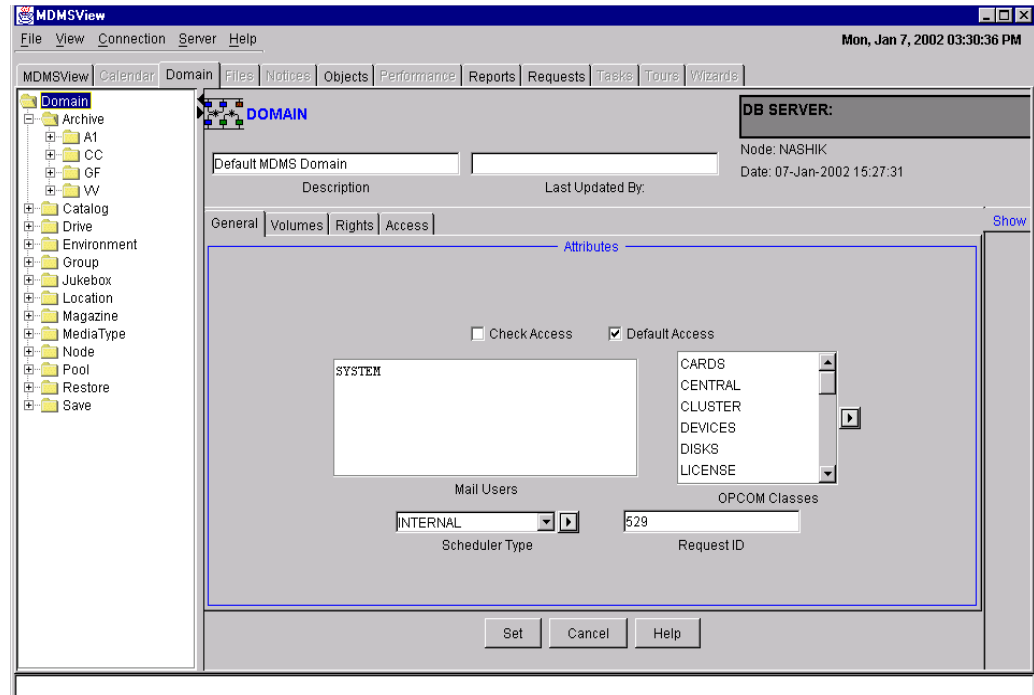 MDMSView
File View Connection Server Help
Mon, Jan 7, 2002 03:30:36 PM
MDMSView Calendar Domain Files Notices Objects Performance Reports Requests Tasks Tours Wizards
Domain
Archive
A1
CC
GF
VV
Catalog
Drive
Environment
Group
Jukebox
Location
Magazine
MediaType
Node
Pool
Restore
Save
DOMAIN
DB SERVER:
Node: NASHIK
Date: 07-Jan-2002 15:27:31
Default MDMS Domain
Description
Last Updated By:
General Volumes Rights Access
Show
Attributes
Check Access
Default Access
SYSTEM
Mail Users
CARDS
CENTRAL
CLUSTER
DEVICES
DISKS
LICENSE
OPCOM Classes
INTERNAL
Scheduler Type
529
Request ID
Set Cancel Help